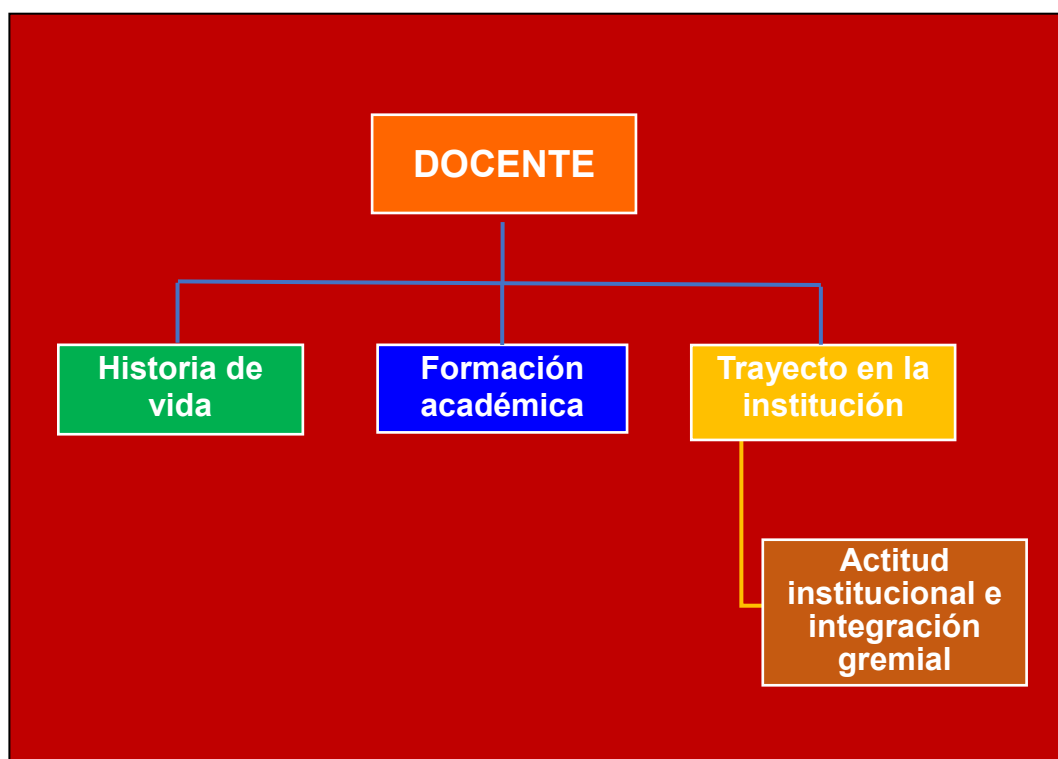 DOCENTE
Historia de
vida
Formación
académica
Trayecto en la
institución
Actitud
institucional e
integración
gremial